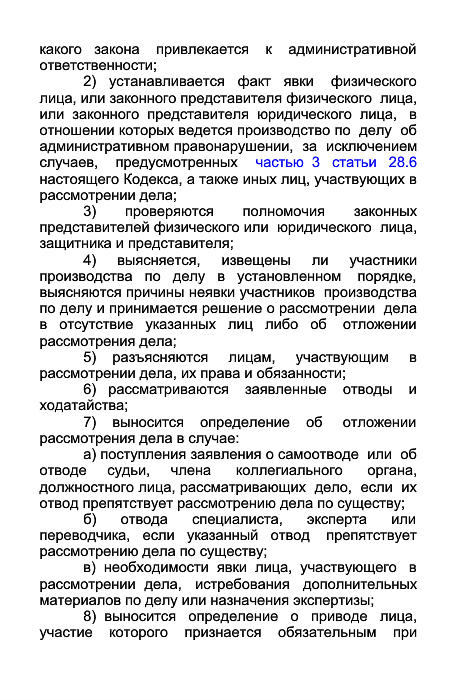 какого закона привлекается к административной
ответственности;
2) устанавливается факт явки физического
лица, или законного представителя физического лица,
или законного представителя юридического лица, в
отношении которых ведется производство по делу об
административном правонарушении, за исключением
случаев, предусмотренных частью 3 статьи 28.6
настоящего Кодекса, а также иных лиц, участвующих в
рассмотрении дела;
3) проверяются полномочия законных
представителей физического или юридического лица,
защитника и представителя;
4) выясняется, извещены ли участники
производства по делу в установленном порядке,
выясняются причины неявки участников производства
по делу и принимается решение о рассмотрении дела
в отсутствие указанных лиц либо об отложении
рассмотрения дела;
5) разъясняются лицам, участвующим в
рассмотрении дела, их права и обязанности;
6) рассматриваются заявленные отводы и
ходатайства;
7) выносится определение об отложении
рассмотрения дела в случае:
а) поступления заявления о самоотводе или об
отводе судьи, члена коллегиального органа,
должностного лица, рассматривающих дело, если их
отвод препятствует рассмотрению дела по существу;
б) отвода специалиста, эксперта или
переводчика, если указанный отвод препятствует
рассмотрению дела по существу;
в) необходимости явки лица, участвующего в
рассмотрении дела, истребования дополнительных
материалов по делу или назначения экспертизы;
8) выносится определение о приводе лица,
участие которого признается обязательным при